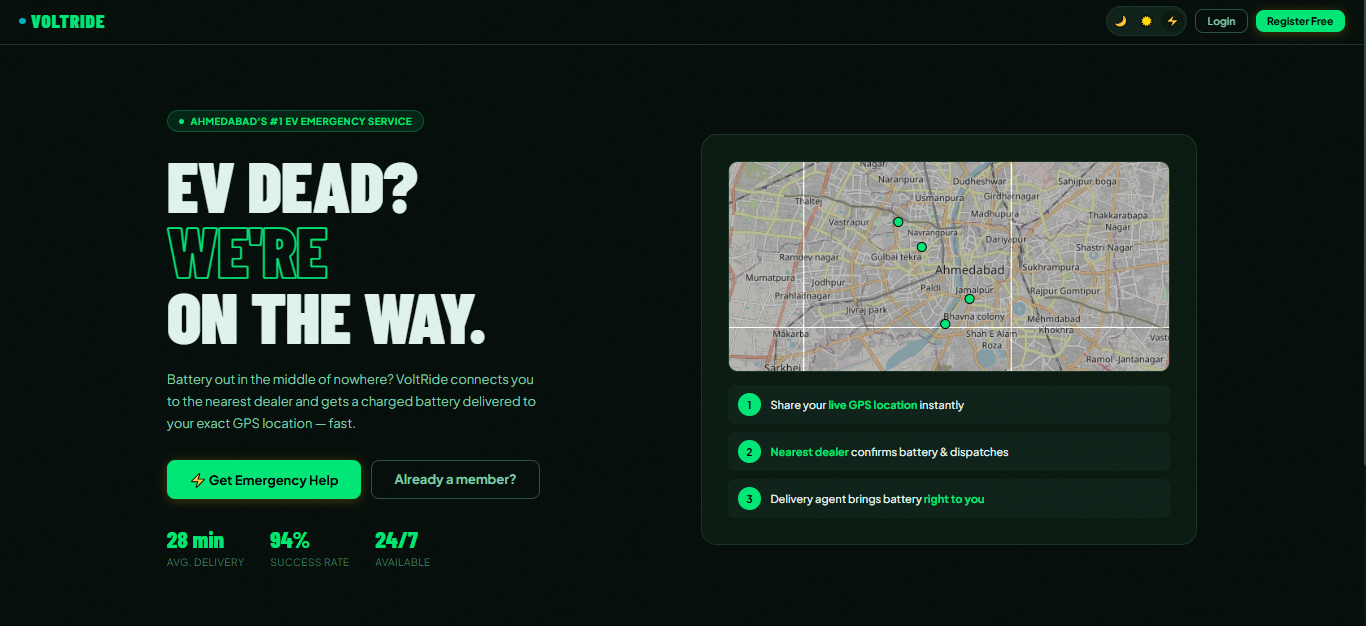 VOLTRIDE
Login
Register Free
AHMEDABAD'S #1 EV EMERGENCY SERVICE
EV DEAD?
WE'RE
ON THE WAY.
Battery out in the middle of nowhere? VoltRide connects you
to the nearest dealer and gets a charged battery delivered to
your exact GPS location — fast.
Get Emergency Help
Already a member?
28 min
AVG. DELIVERY
94%
SUCCESS RATE
24/7
AVAILABLE
Nagar
Naranpura
Dudheshwar
Sahijpur boga
Thaltej
Usmanpura
Girdharnagar
Madhupura
Thakkarabapa
Nagar
Vastrapur
Navrangpura
Dariyapur
Shastri Nagar
Ramdev nagar
Gulbai tekra
Ahmedabad
Sukhrampura
Mumatpura
Jodhpur
Paldi
Jamalpur
Rajpur Gomtipur
Prahladnagar
Jivraj park
Bhavna colony
Mehmdabad
Khokhra
Makarba
Shah E Alam
Roza
Vast
Ramol -Jantanagar
Sarkhej
1
Share your live GPS location instantly
2
Nearest dealer confirms battery & dispatches
3
Delivery agent brings battery right to you